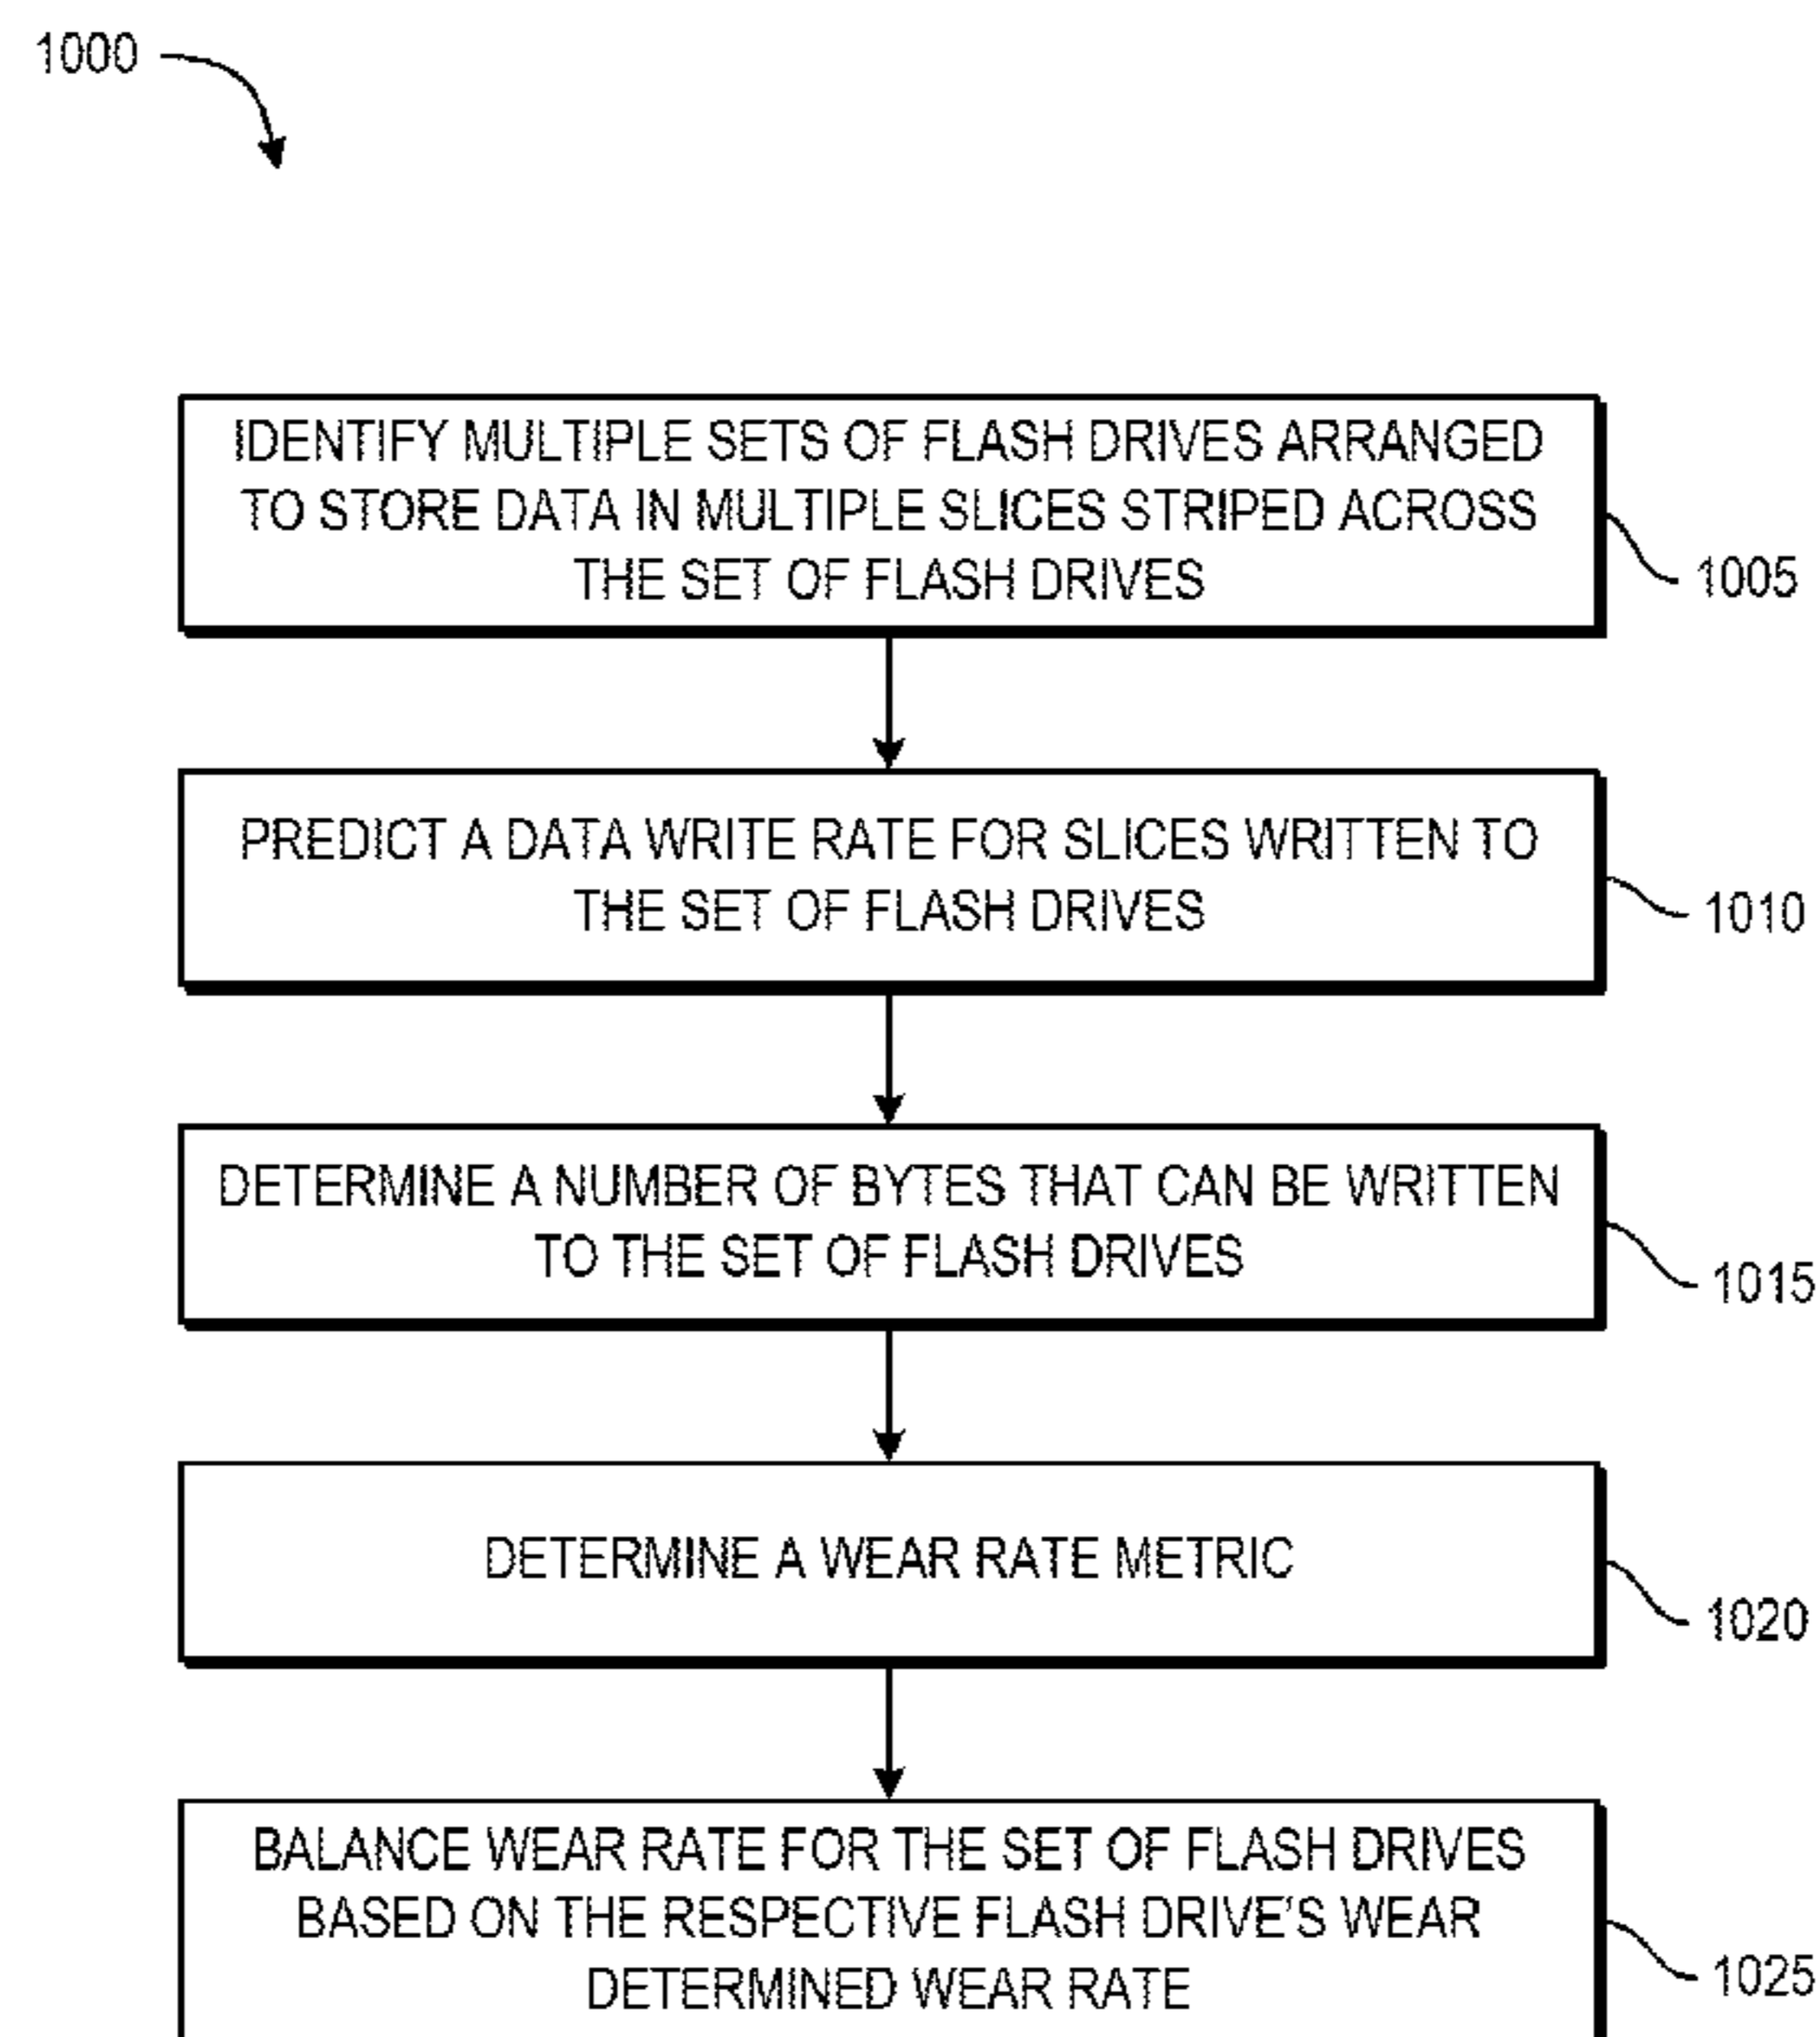 1000
IDENTIFY MULTIPLE SETS OF FLASH DRIVES ARRANGED
TO STORE DATA IN MULTIPLE SLICES STRIPED ACROSS
THE SET OF FLASH DRIVES
1005
PREDICT A DATA WRITE RATE FOR SLICES WRITTEN TO
THE SET OF FLASH DRIVES
1010
DETERMINE A NUMBER OF BYTES THAT CAN BE WRITTEN
TO THE SET OF FLASH DRIVES
1015
DETERMINE A WEAR RATE METRIC
1020
BALANCE WEAR RATE FOR THE SET OF FLASH DRIVES
BASED ON THE RESPECTIVE FLASH DRIVE'S WEAR
DETERMINED WEAR RATE
1025